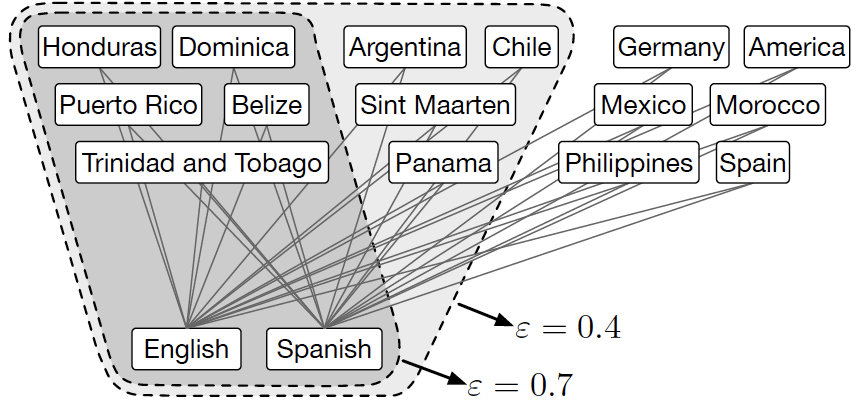 Honduras Dominica Argentina Chile Germany America
Puerto Rico Belize Sint Maarten Mexico Morocco
Trinidad and Tobago Panama Philippines Spain
ε = 0.4
English Spanish
ε = 0.7